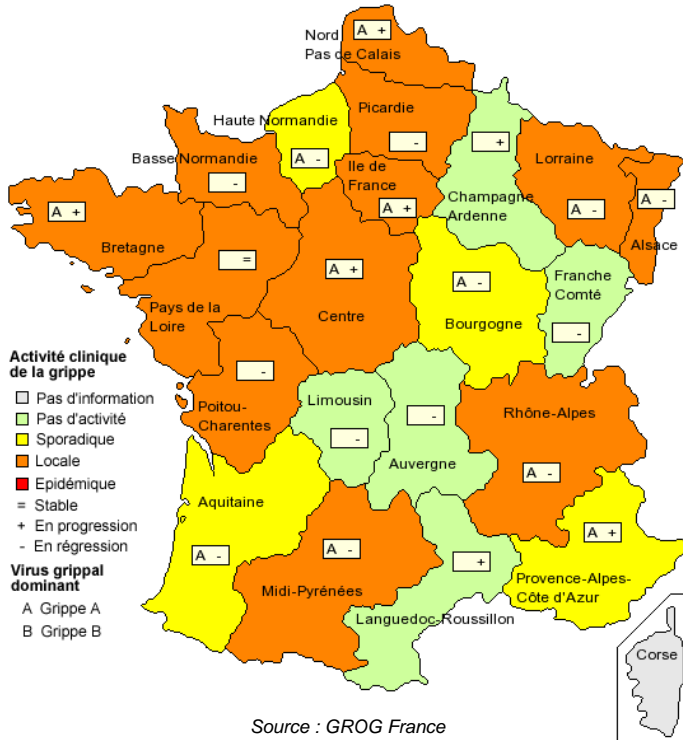 A +
Nord
Pas de Calais
Picardie
-
+
Haute Normandie
A -
Basse Normandie
-
Ile de
France
A +
Lorraine
A -
A -
Alsace
Champagne
Ardenne
A +
Bretagne
=
Pays de la
Loire
A +
Centre
A -
Bourgogne
Franche
Comté
-
Activité clinique
de la grippe
Pas d'information
Pas d'activité
Sporadique
Locale
Epidémique
= Stable
+ En progression
- En régression
Virus grippal
dominant
A Grippe A
B Grippe B
-
Poitou-
Charentes
Limousin
-
-
Auvergne
Rhône-Alpes
A -
Aquitaine
A -
A -
Midi-Pyrénées
+
Languedoc-Roussillon
A +
Provence-Alpes-
Côte d'Azur
Corse
Source : GROG France